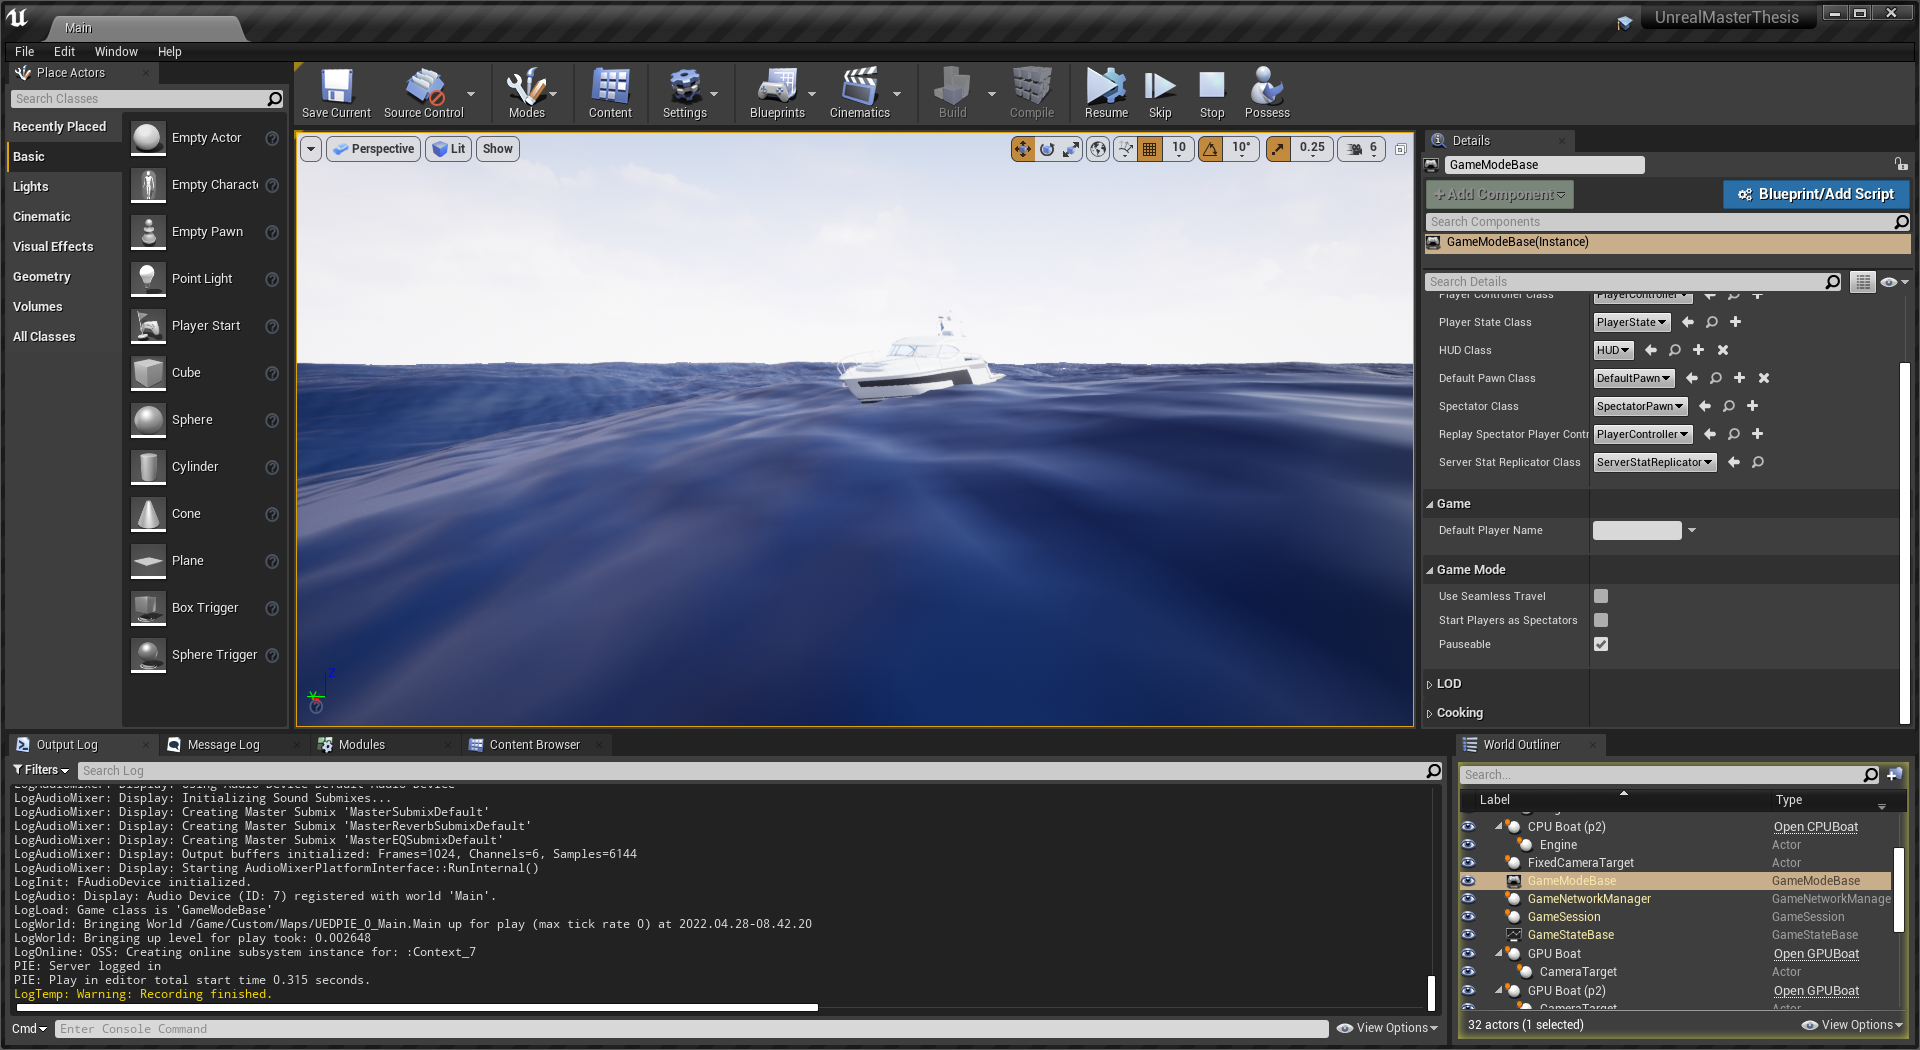 Main
UnrealMasterThesis
File Edit Window Help
Place Actors
Search Classes
Recently Placed
Basic
Lights
Cinematic
Visual Effects
Geometry
Volumes
All Classes
Empty Actor
Empty Charact
Empty Pawn
Point Light
Player Start
Cube
Sphere
Cylinder
Cone
Plane
Box Trigger
Sphere Trigger
Save Current
Source Control
Modes
Content
Settings
Blueprints
Cinematics
Build
Compile
Resume
Skip
Stop
Possess
Perspective
Lit
Show
10
10°
0.25
6
Z
Y
Details
GameModeBase
+Add Component
Blueprint/Add Script
Search Components
GameModeBase(Instance)
Search Details
Player Controller Class PlayerController
Player State Class PlayerState
HUD Class HUD
Default Pawn Class DefaultPawn
Spectator Class SpectatorPawn
Replay Spectator Player Contr PlayerController
Server Stat Replicator Class ServerStatReplicator
Game
Default Player Name
Game Mode
Use Seamless Travel
Start Players as Spectators
Pauseable
LOD
Cooking
Output Log
Message Log
Modules
Content Browser
Filters
Search Log
LogAudioMixer: Display: Using Audio Device Default Audio Device
LogAudioMixer: Display: Initializing Sound Submixes...
LogAudioMixer: Display: Creating Master Submix 'MasterSubmixDefault'
LogAudioMixer: Display: Creating Master Submix 'MasterReverbSubmixDefault'
LogAudioMixer: Display: Creating Master Submix 'MasterEQSubmixDefault'
LogAudioMixer: Display: Output buffers initialized: Frames=1024, Channels=6, Samples=6144
LogAudioMixer: Display: Starting AudioMixerPlatformInterface::RunInternal()
LogInit: FAudioDevice initialized.
LogAudio: Display: Audio Device (ID: 7) registered with world 'Main'.
LogLoad: Game class is 'GameModeBase'
LogWorld: Bringing World /Game/Custom/Maps/UEDPIE_0_Main.Main up for play (max tick rate 0) at 2022.04.28-08.42.20
LogWorld: Bringing up level for play took: 0.002648
LogOnline: OSS: Creating online subsystem instance for: :Context_7
PIE: Server logged in
PIE: Play in editor total start time 0.315 seconds.
LogTemp: Warning: Recording finished.
Cmd
Enter Console Command
View Options
World Outliner
Search...
Label Type
CPU Boat (p2) Open CPUBoat
Engine Actor
FixedCameraTarget Actor
GameModeBase GameModeBase
GameNetworkManager GameNetworkManage
GameSession GameSession
GameStateBase GameStateBase
GPU Boat Open GPUBoat
CameraTarget Actor
GPU Boat (p2) Open GPUBoat
CameraTarget Actor
32 actors (1 selected)
View Options